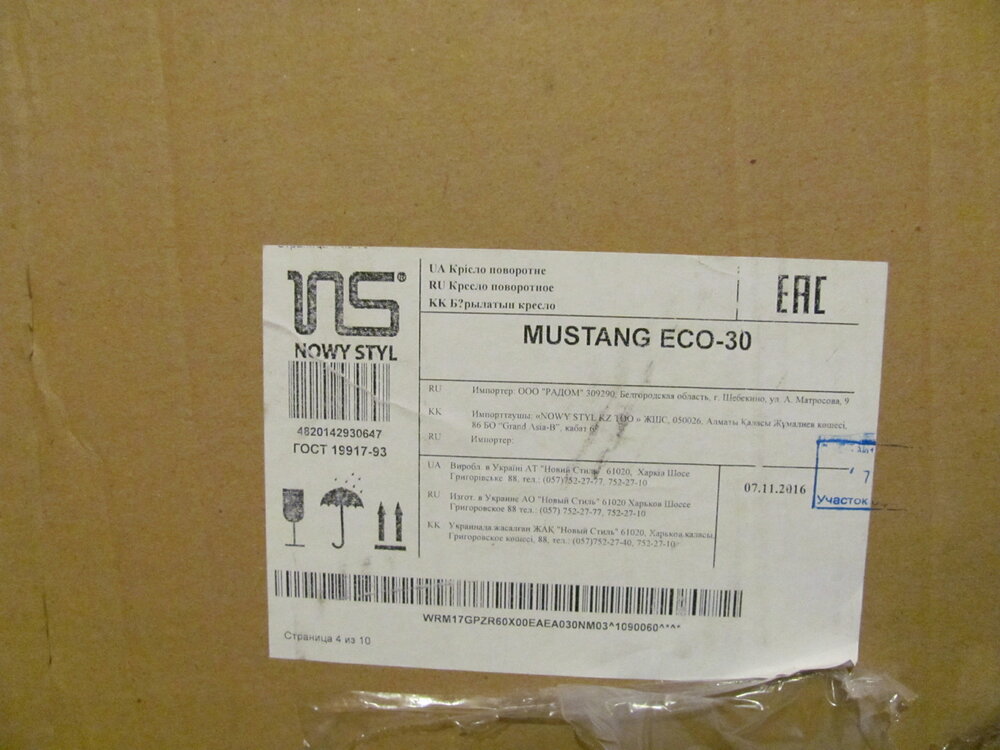 NS®
NOWY STYL
4820142930647
ГОСТ 19917-93
UA Крісло поворотне
RU Кресло поворотное
KK Б?рылатын кресло
EAC
MUSTANG ECO-30
RU Импортер: ООО "РАДОМ" 309290, Белгородская область, г. Шебекино, ул. А. Матросова, 9
KK Импорттаушы: «NOWY STYL KZ ТОО » ЖШС, 050026, Алматы Қаласы Жұмалиев көшесі,
86 БО "Grand Asia-B", кабат
RU Импортер:
UA Виробл. в Україні АТ "Новий Стиль" 61020, Харків Шосе
Григорівське 88, тел.: (057)752-27-77, 752-27-10
RU Изгот. в Украине АО "Новый Стиль" 61020 Харьков Шоссе
Григоровское 88 тел.: (057) 752-27-77, 752-27-10
KK Украинада жасалған ЖАҚ "Новый Стиль" 61020, Харьков каласы,
Григоровское көшесі, 88, тел.: (057)752-27-40, 752-27-10
07.11.2016
7
Участок
WRM17GPZR60X00EAEA030NM03^1090060^*^*
Страница 4 из 10